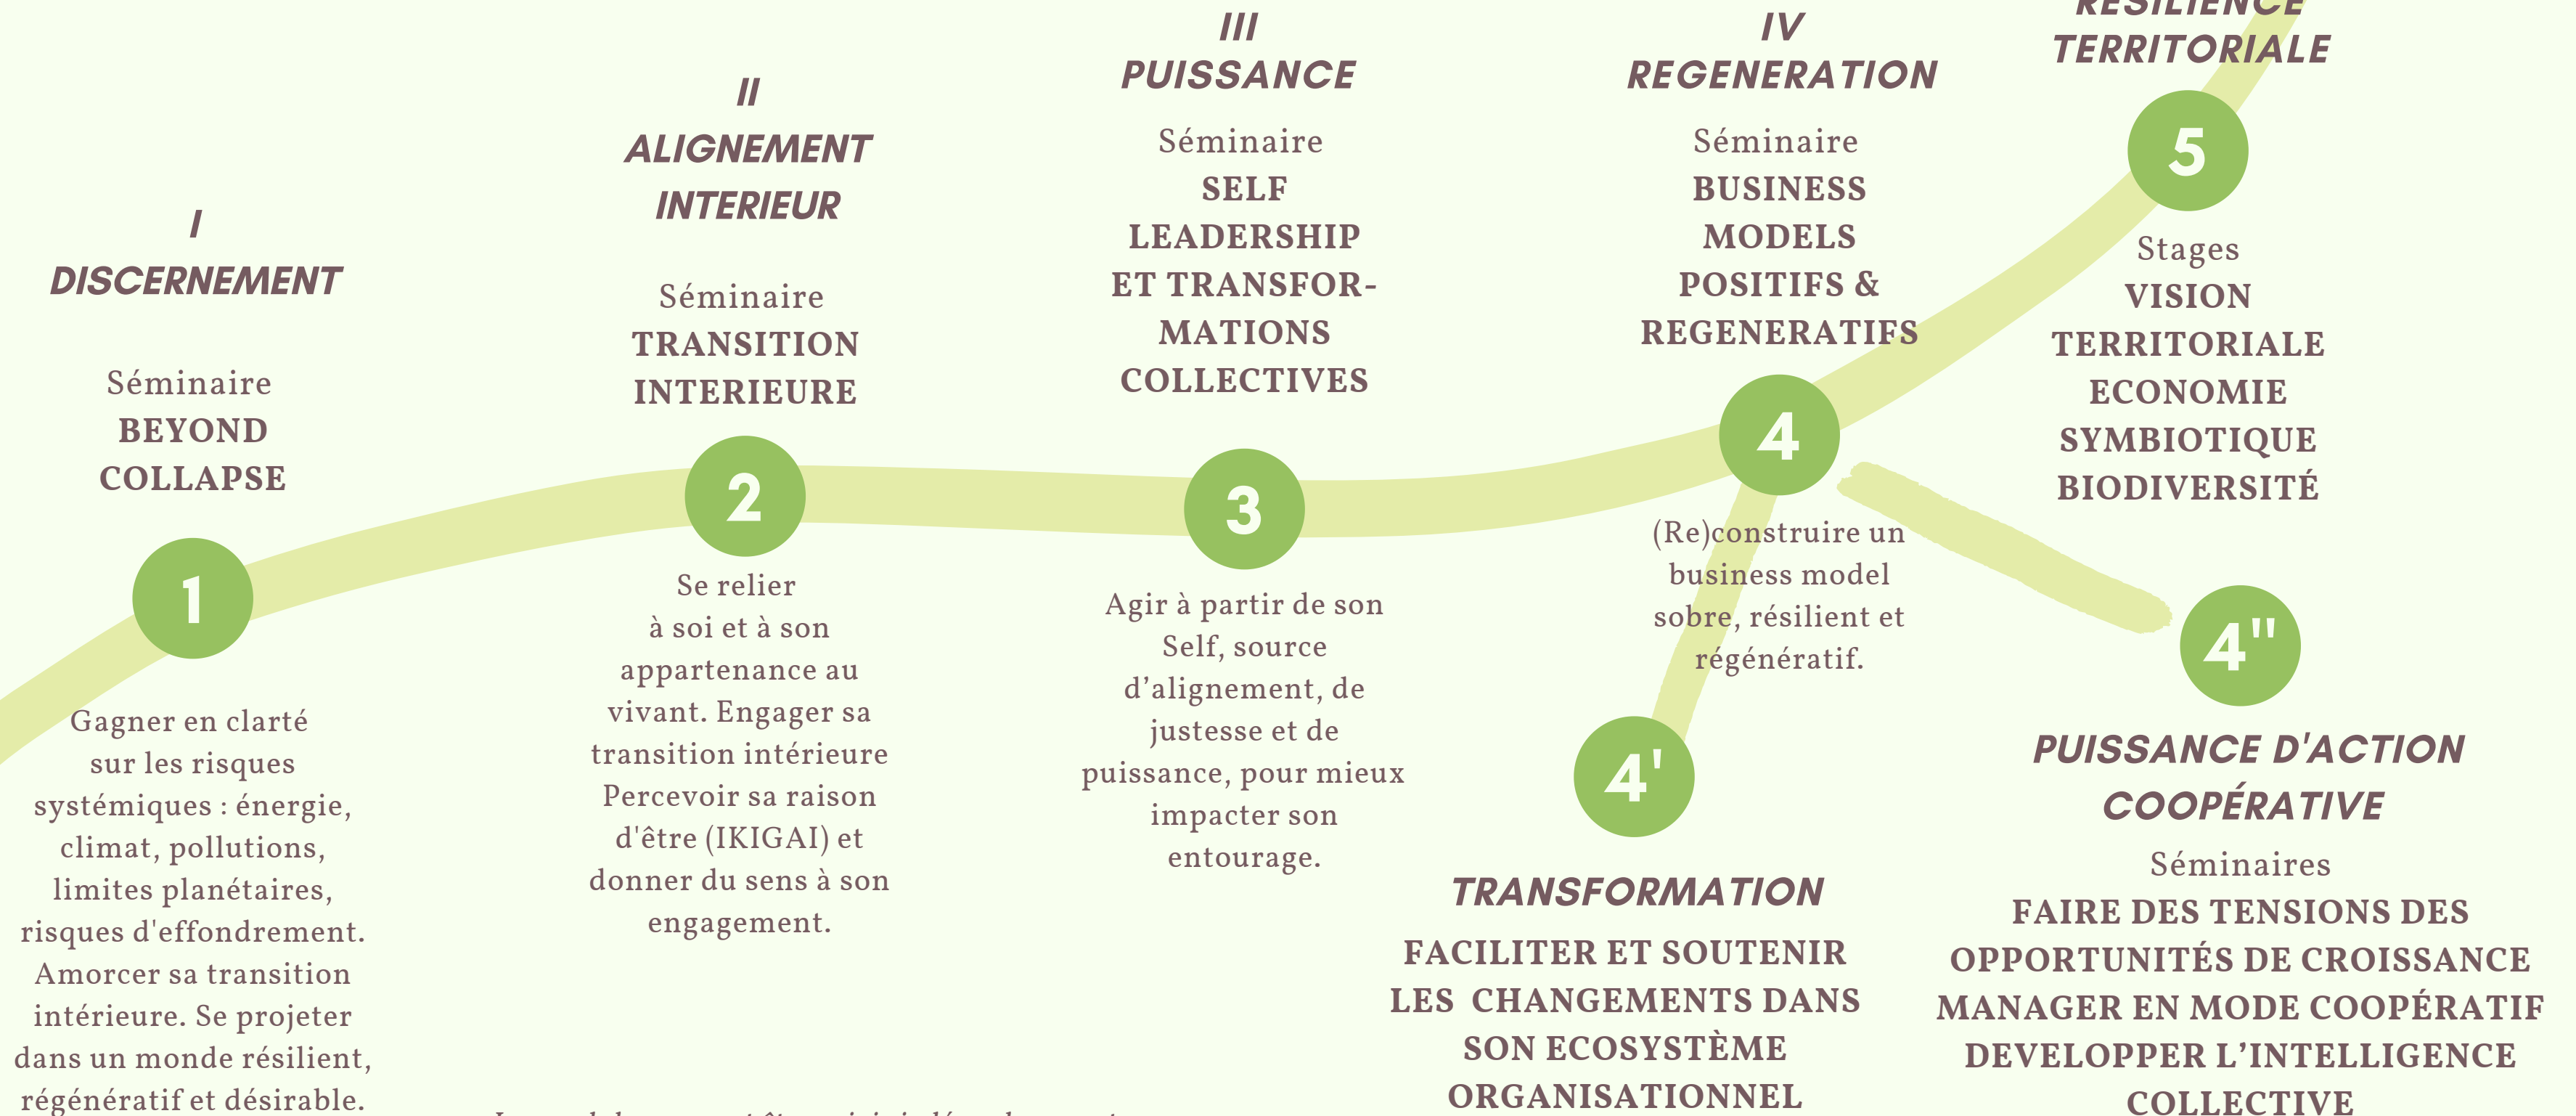 I
DISCERNEMENT
Séminaire
BEYOND
COLLAPSE
1
Gagner en clarté
sur les risques
systémiques : énergie,
climat, pollutions,
limites planétaires,
risques d'effondrement.
Amorcer sa transition
intérieure. Se projeter
dans un monde résilient,
régénératif et désirable.
II
ALIGNEMENT
INTERIEUR
Séminaire
TRANSITION
INTERIEURE
2
Se relier
à soi et à son
appartenance au
vivant. Engager sa
transition intérieure
Percevoir sa raison
d'être (IKIGAI) et
donner du sens à son
engagement.
III
PUISSANCE
Séminaire
SELF
LEADERSHIP
ET TRANSFOR-
MATIONS
COLLECTIVES
3
Agir à partir de son
Self, source
d’alignement, de
justesse et de
puissance, pour mieux
impacter son
entourage.
IV
REGENERATION
Séminaire
BUSINESS
MODELS
POSITIFS &
REGENERATIFS
4
(Re)construire un
business model
sobre, résilient et
régénératif.
4'
TRANSFORMATION
FACILITER ET SOUTENIR
LES CHANGEMENTS DANS
SON ECOSYSTÈME
ORGANISATIONNEL
RESILIENCE
TERRITORIALE
5
Stages
VISION
TERRITORIALE
ECONOMIE
SYMBIOTIQUE
BIODIVERSITÉ
4"
PUISSANCE D'ACTION
COOPÉRATIVE
Séminaires
FAIRE DES TENSIONS DES
OPPORTUNITÉS DE CROISSANCE
MANAGER EN MODE COOPÉRATIF
DEVELOPPER L’INTELLIGENCE
COLLECTIVE